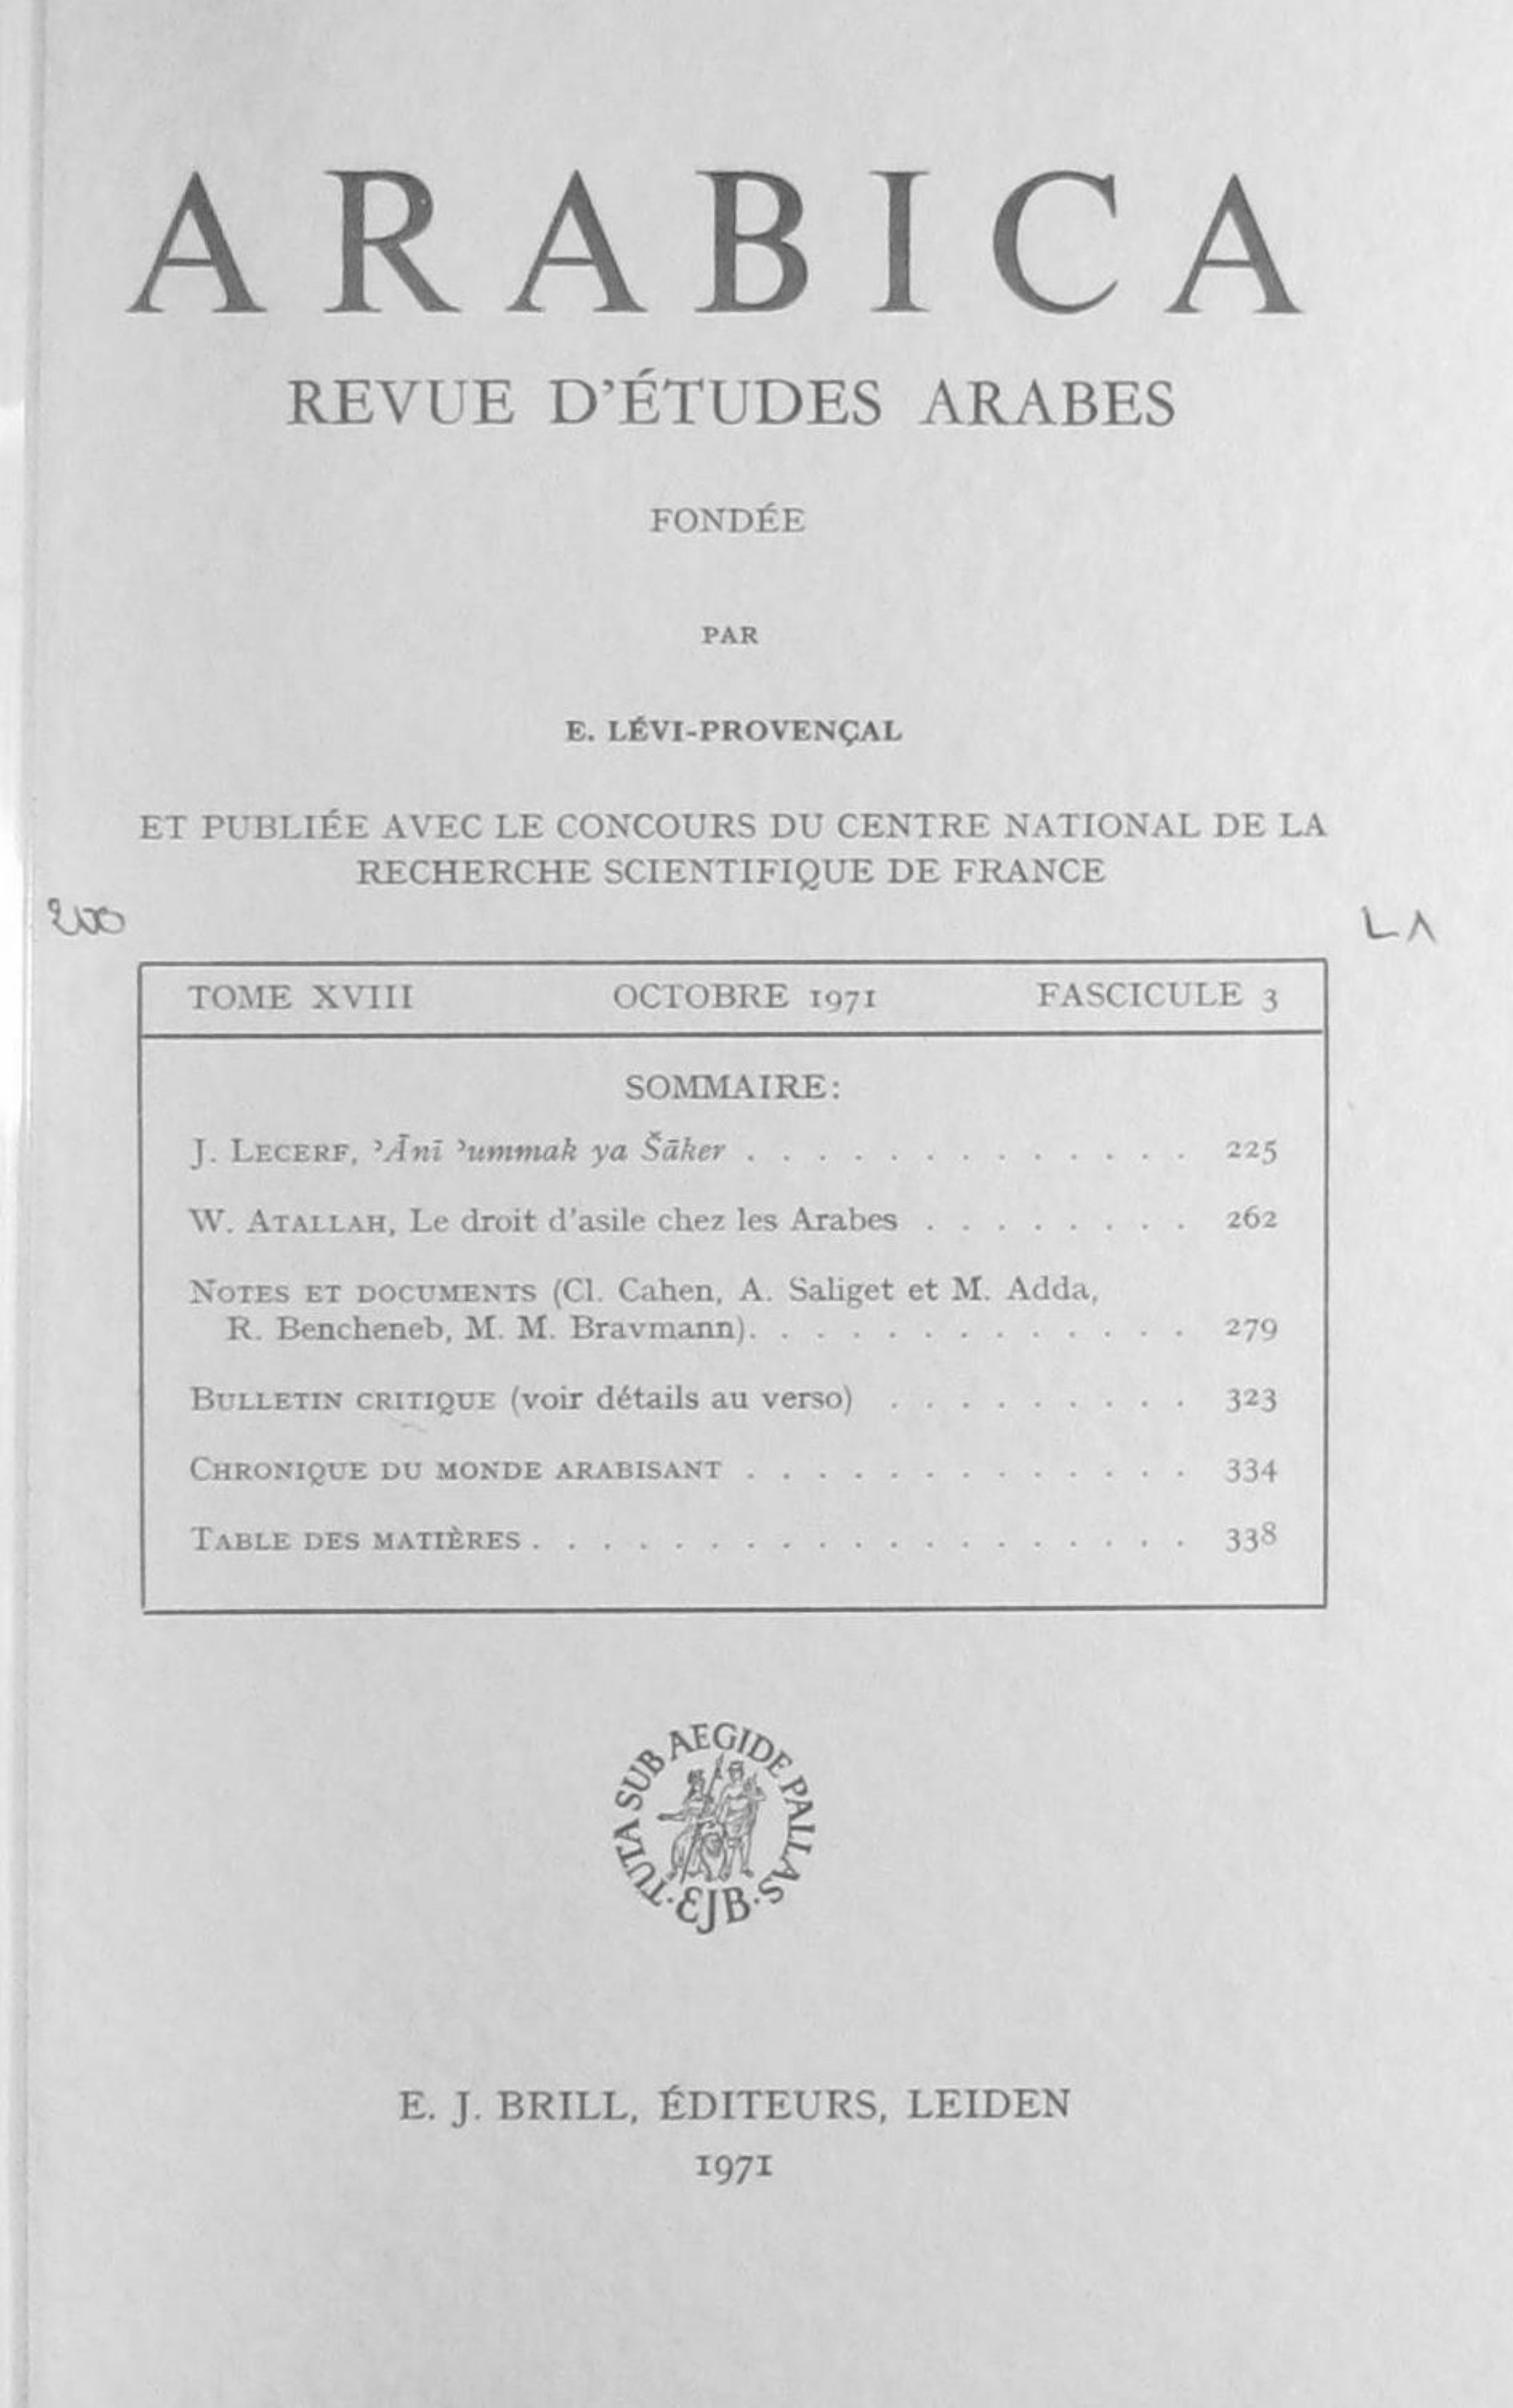 ARABICA
REVUE D'ÉTUDES ARABES
FONDÉE
PAR
E. LÉVI-PROVENÇAL
ET PUBLIÉE AVEC LE CONCOURS DU CENTRE NATIONAL DE LA
RECHERCHE SCIENTIFIQUE DE FRANCE
200
TOME XVIII OCTOBRE 1971 FASCICULE 3
SOMMAIRE:
J. LECERF, ʾĀnī ʾummak ya Šāker . . . . . . . . . . . . . 225
W. ATALLAH, Le droit d'asile chez les Arabes . . . . . . . . 262
NOTES ET DOCUMENTS (Cl. Cahen, A. Saliget et M. Adda,
R. Bencheneb, M. M. Bravmann). . . . . . . . . . . . . 279
BULLETIN CRITIQUE (voir détails au verso) . . . . . . . . . 323
CHRONIQUE DU MONDE ARABISANT . . . . . . . . . . . . . 334
TABLE DES MATIÈRES . . . . . . . . . . . . . . . . . . . 338
TUTA SUB AEGIDE PALLAS
·EJB·
E. J. BRILL, ÉDITEURS, LEIDEN
1971